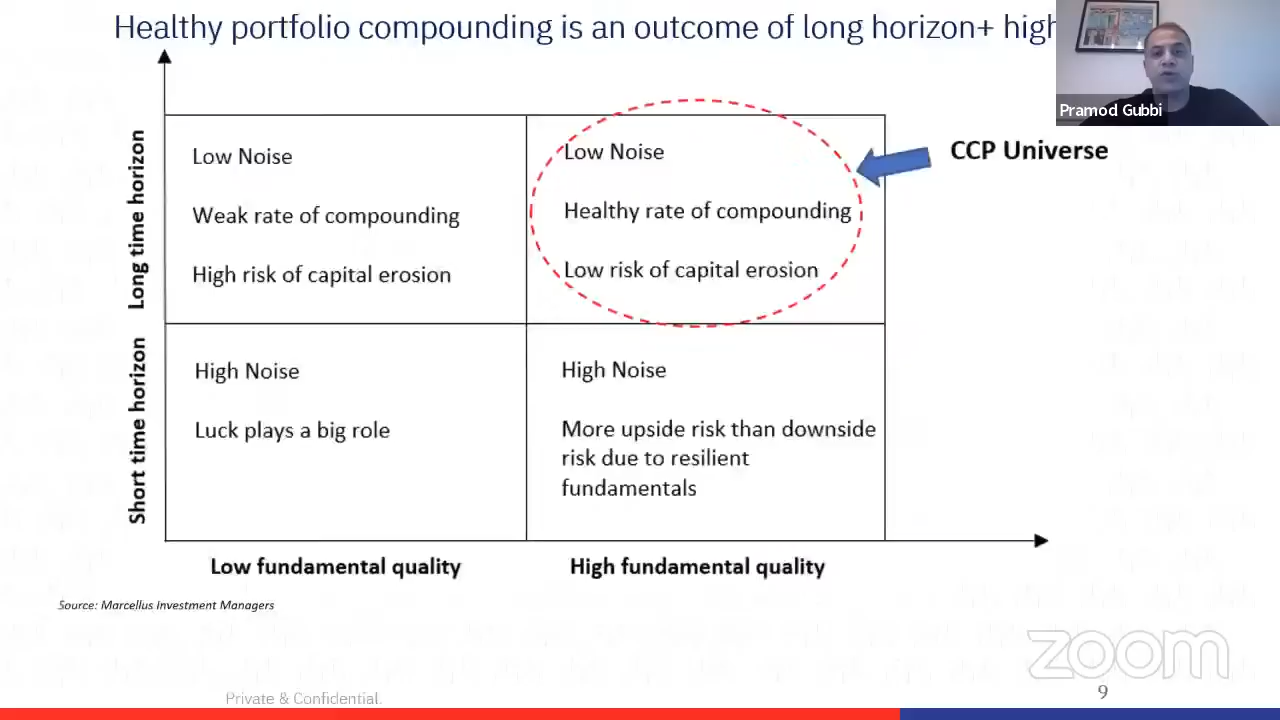 Healthy portfolio compounding is an outcome of long horizon+ high
Pramod Gubbi
CCP Universe
Long time horizon
Low Noise
Weak rate of compounding
High risk of capital erosion
Low Noise
Healthy rate of compounding
Low risk of capital erosion
Short time horizon
High Noise
Luck plays a big role
High Noise
More upside risk than downside
risk due to resilient
fundamentals
Low fundamental quality
High fundamental quality
Source: Marcellus Investment Managers
zoom
Private & Confidential.
9